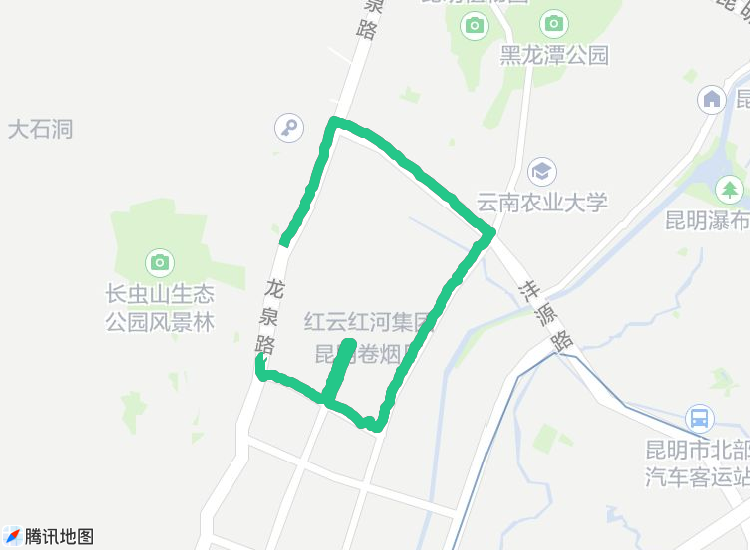 泉
路
黑龙潭公园
昆
大石洞
云南农业大学
昆明瀑布
长虫山生态
公园风景林
龙
泉
路
沣
源
路
红云红河集团
昆明卷烟厂
昆明市北部
汽车客运站
腾讯地图